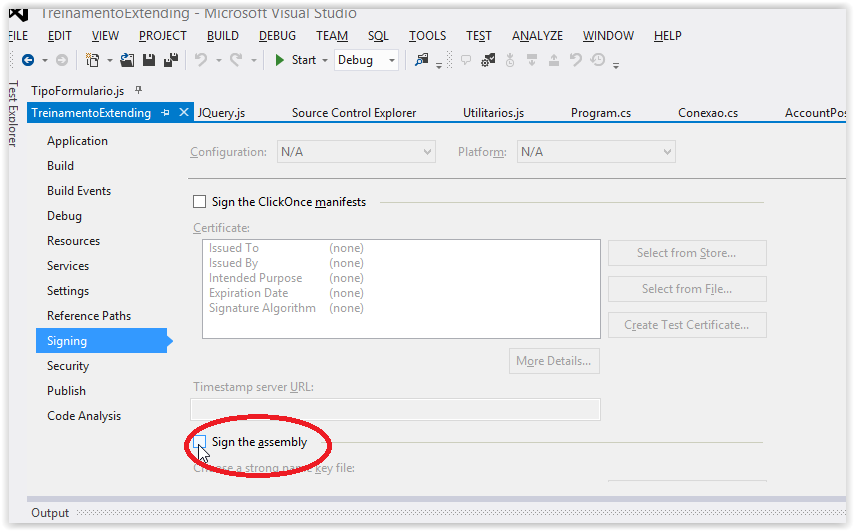 TreinamentoExtending - Microsoft Visual Studio
FILE EDIT VIEW PROJECT BUILD DEBUG TEAM SQL TOOLS TEST ANALYZE WINDOW HELP
Start Debug
Test Explorer
TipoFormulario.js
TreinamentoExtending JQuery.js Source Control Explorer Utilitarios.js Program.cs Conexao.cs AccountPos
Application
Build
Build Events
Debug
Resources
Services
Settings
Reference Paths
Signing
Security
Publish
Code Analysis
Configuration: N/A Platform: N/A
Sign the ClickOnce manifests
Certificate:
Issued To (none)
Issued By (none)
Intended Purpose (none)
Expiration Date (none)
Signature Algorithm (none)
Select from Store...
Select from File...
Create Test Certificate...
More Details...
Timestamp server URL:
Sign the assembly
Choose a strong name key file:
Output